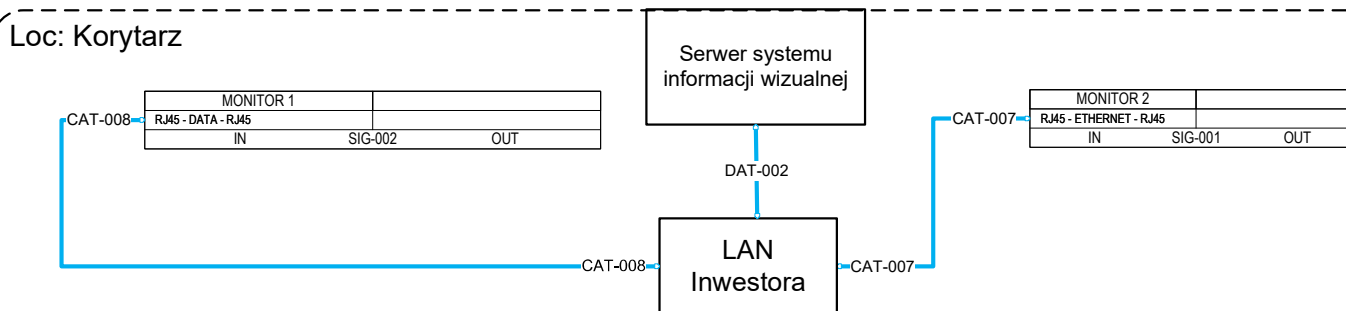 Loc: Korytarz
Serwer systemu
informacji wizualnej
MONITOR 1
RJ45 - DATA - RJ45
IN SIG-002 OUT
CAT-008
MONITOR 2
RJ45 - ETHERNET - RJ45
IN SIG-001 OUT
CAT-007
DAT-002
LAN
Inwestora
CAT-008
CAT-007